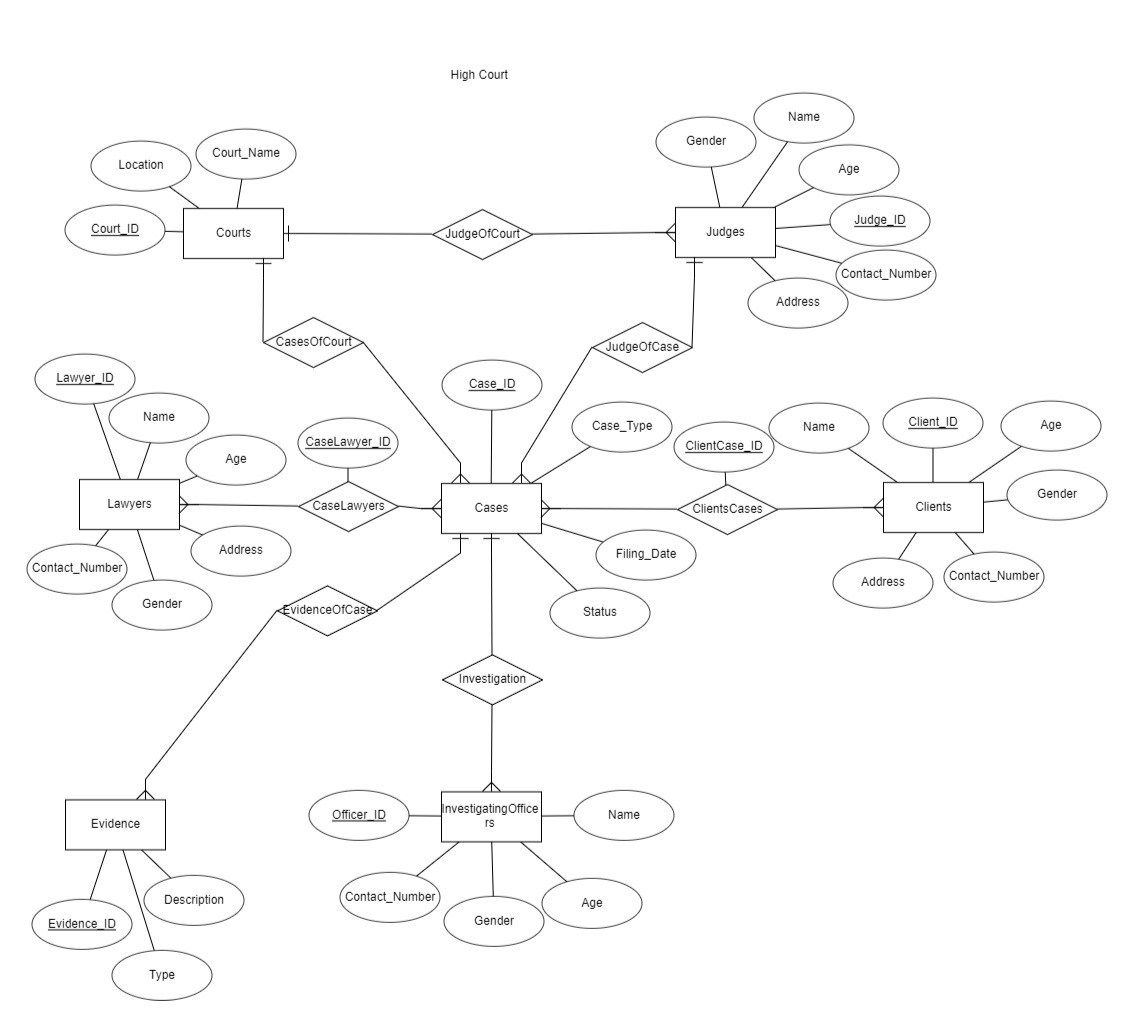 High Court
Name
Gender
Court_Name
Location
Age
Judge_ID
Court_ID
Courts
JudgeOfCourt
Judges
Contact_Number
Address
CasesOfCourt
JudgeOfCase
Lawyer_ID
Case_ID
Name
Case_Type
Name
Client_ID
Age
CaseLawyer_ID
ClientCase_ID
Age
Gender
Lawyers
CaseLawyers
Cases
ClientsCases
Clients
Address
Filing_Date
Contact_Number
Address
Contact_Number
Gender
EvidenceOfCase
Status
Investigation
Evidence
Officer_ID
InvestigatingOffice
rs
Name
Description
Contact_Number
Age
Evidence_ID
Gender
Type